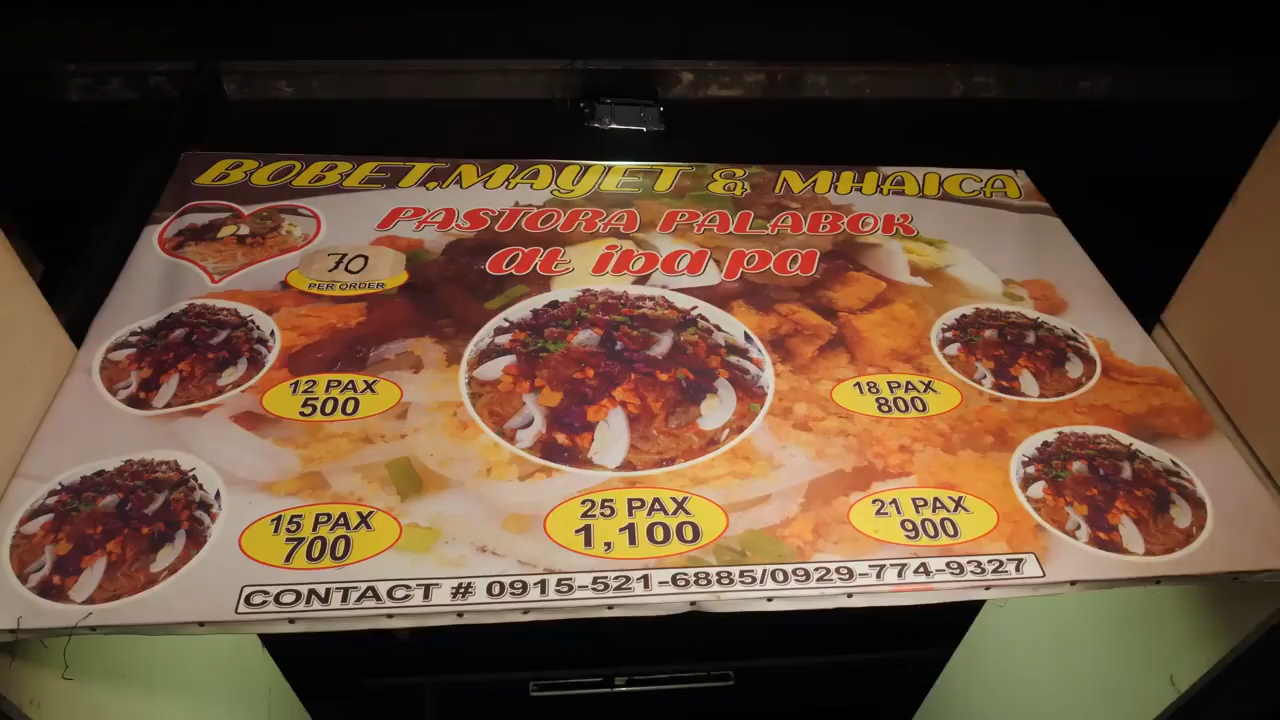 BOBET,MAYET & MHAICA
PASTORA PALABOK
at iba pa
70
PER ORDER
12 PAX
500
18 PAX
800
15 PAX
700
25 PAX
1,100
21 PAX
900
CONTACT # 0915-521-6885/0929-774-9327